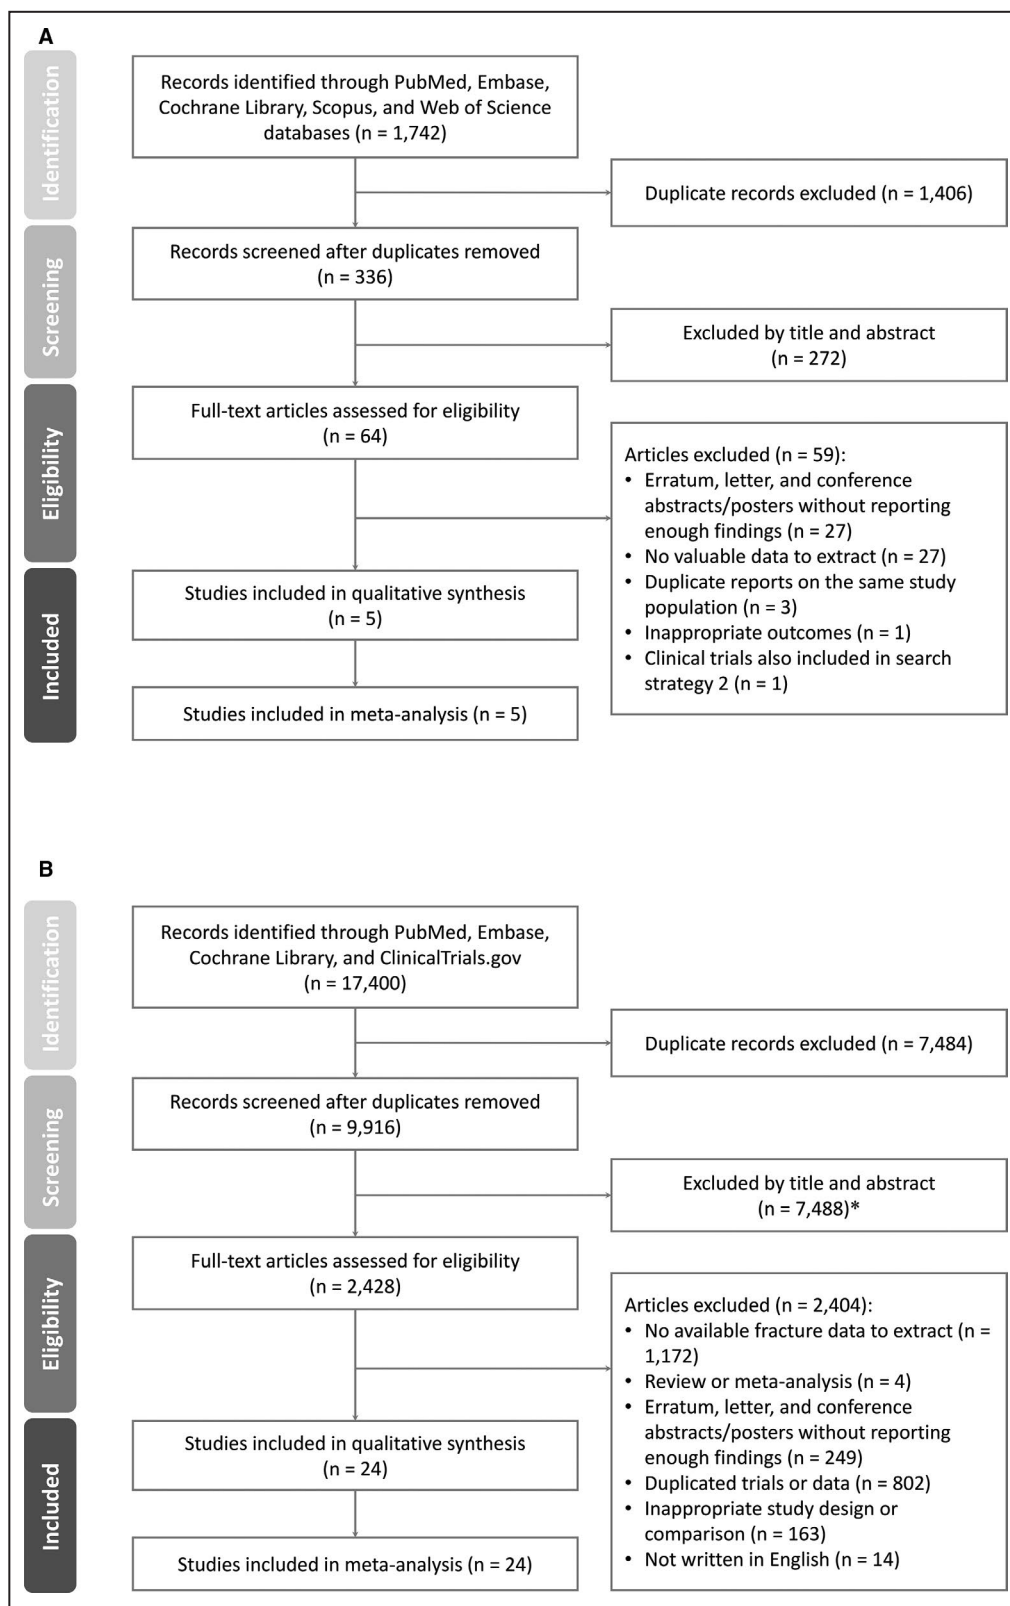 A
Identification
Records identified through PubMed, Embase,
Cochrane Library, Scopus, and Web of Science
databases (n = 1,742)
Duplicate records excluded (n = 1,406)
Screening
Records screened after duplicates removed
(n = 336)
Excluded by title and abstract
(n = 272)
Eligibility
Full-text articles assessed for eligibility
(n = 64)
Articles excluded (n = 59):
• Erratum, letter, and conference
abstracts/posters without reporting
enough findings (n = 27)
• No valuable data to extract (n = 27)
• Duplicate reports on the same study
population (n = 3)
• Inappropriate outcomes (n = 1)
• Clinical trials also included in search
strategy 2 (n = 1)
Included
Studies included in qualitative synthesis
(n = 5)
Studies included in meta-analysis (n = 5)
B
Identification
Records identified through PubMed, Embase,
Cochrane Library, and ClinicalTrials.gov
(n = 17,400)
Duplicate records excluded (n = 7,484)
Screening
Records screened after duplicates removed
(n = 9,916)
Excluded by title and abstract
(n = 7,488)*
Eligibility
Full-text articles assessed for eligibility
(n = 2,428)
Articles excluded (n = 2,404):
• No available fracture data to extract (n =
1,172)
• Review or meta-analysis (n = 4)
• Erratum, letter, and conference
abstracts/posters without reporting
enough findings (n = 249)
• Duplicated trials or data (n = 802)
• Inappropriate study design or
comparison (n = 163)
• Not written in English (n = 14)
Included
Studies included in qualitative synthesis
(n = 24)
Studies included in meta-analysis (n = 24)